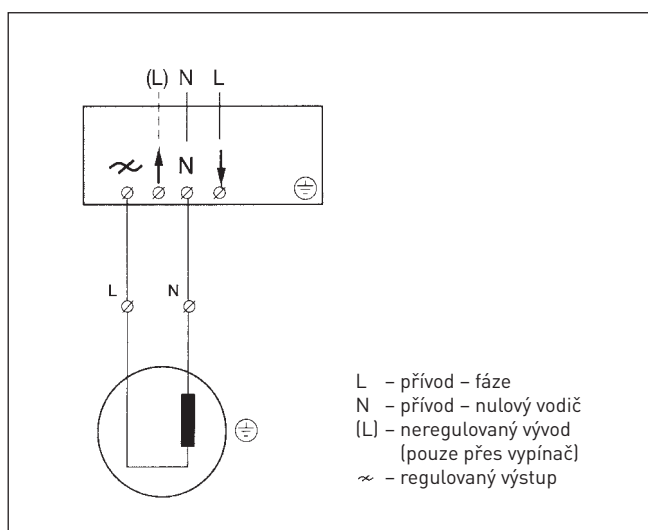 (L) N L
N
L N
L – přívod – fáze
N – přívod – nulový vodič
(L) – neregulovaný vývod
(pouze přes vypínač)
– regulovaný výstup